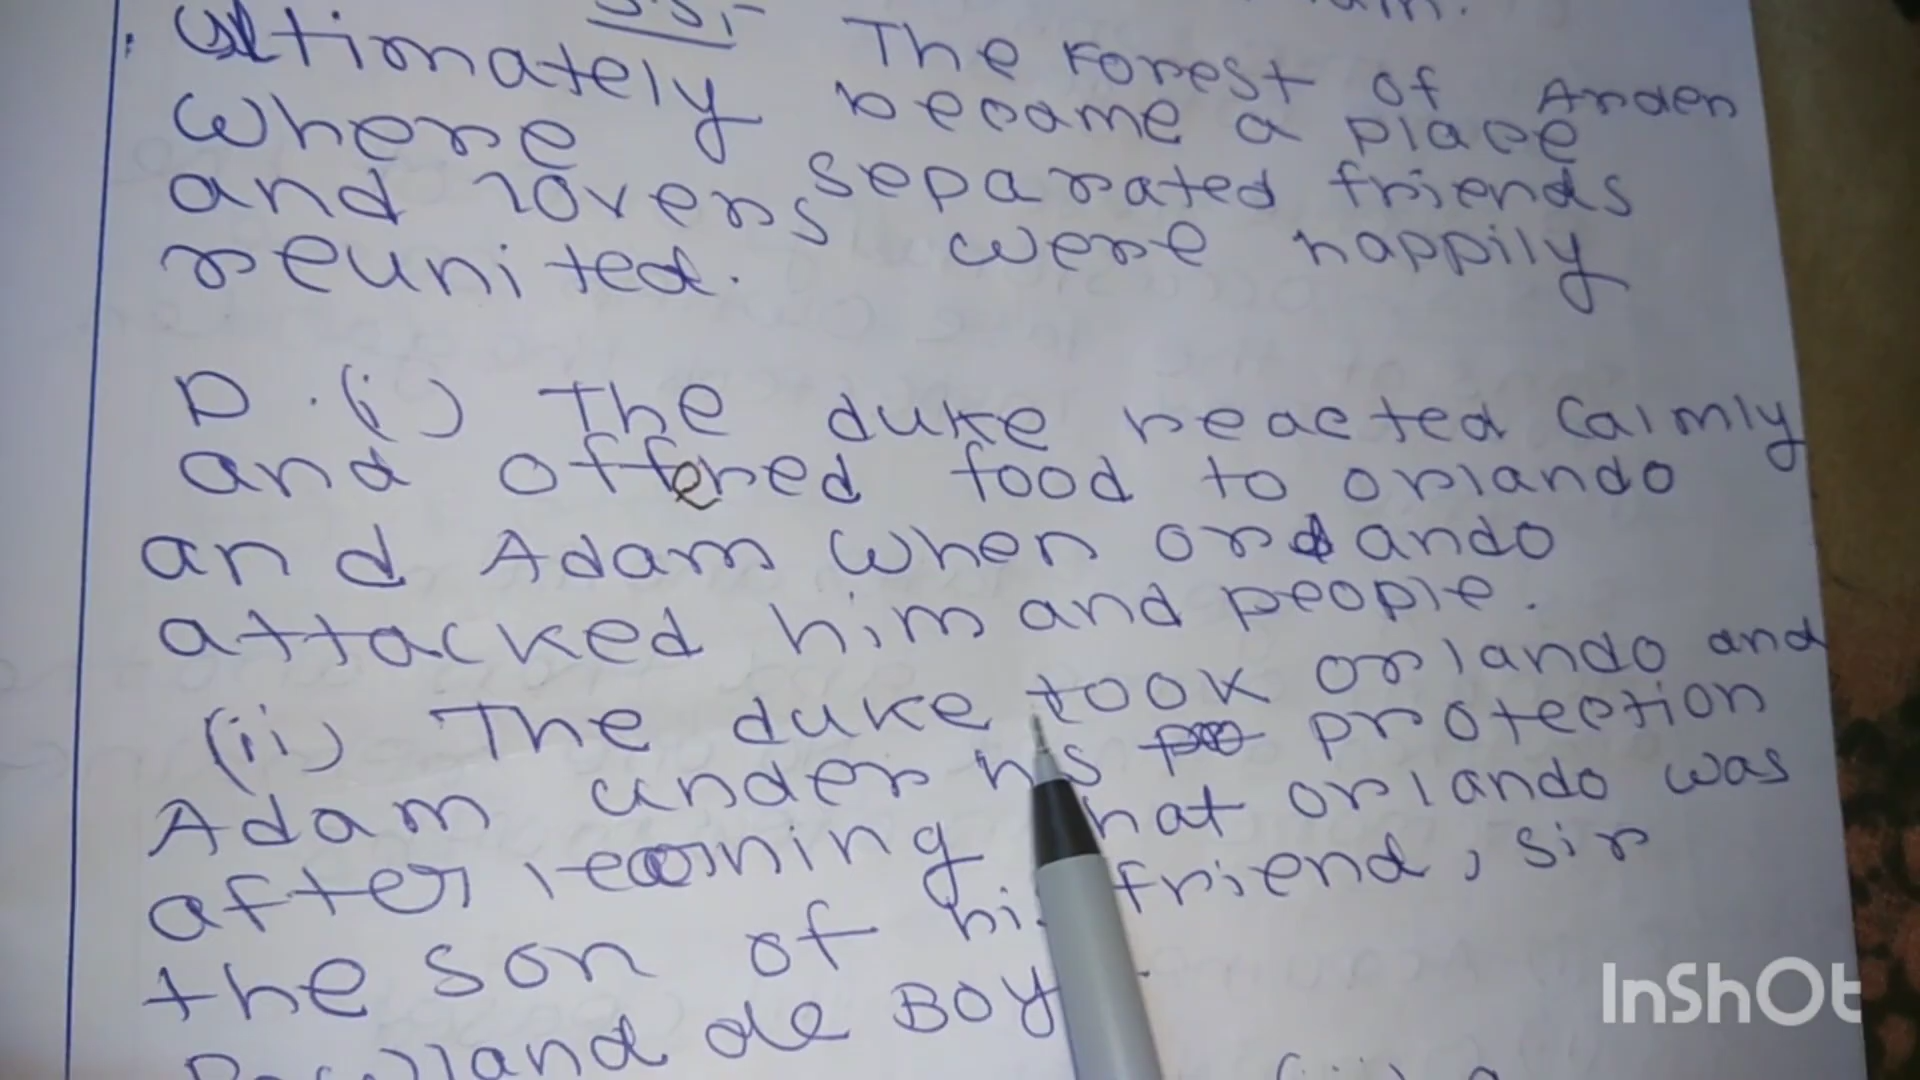 Ultimately The Forest of Arden
became a place
where separated friends
and lovers were happily
reunited.
D. (i) The duke reacted calmly
and offered food to orlando
and Adam when orlando
attacked him and people.
(ii) The duke took orlando and
Adam under his protection
after learning that orlando was
the son of his friend, sir
Rowland de Boy
InShOt